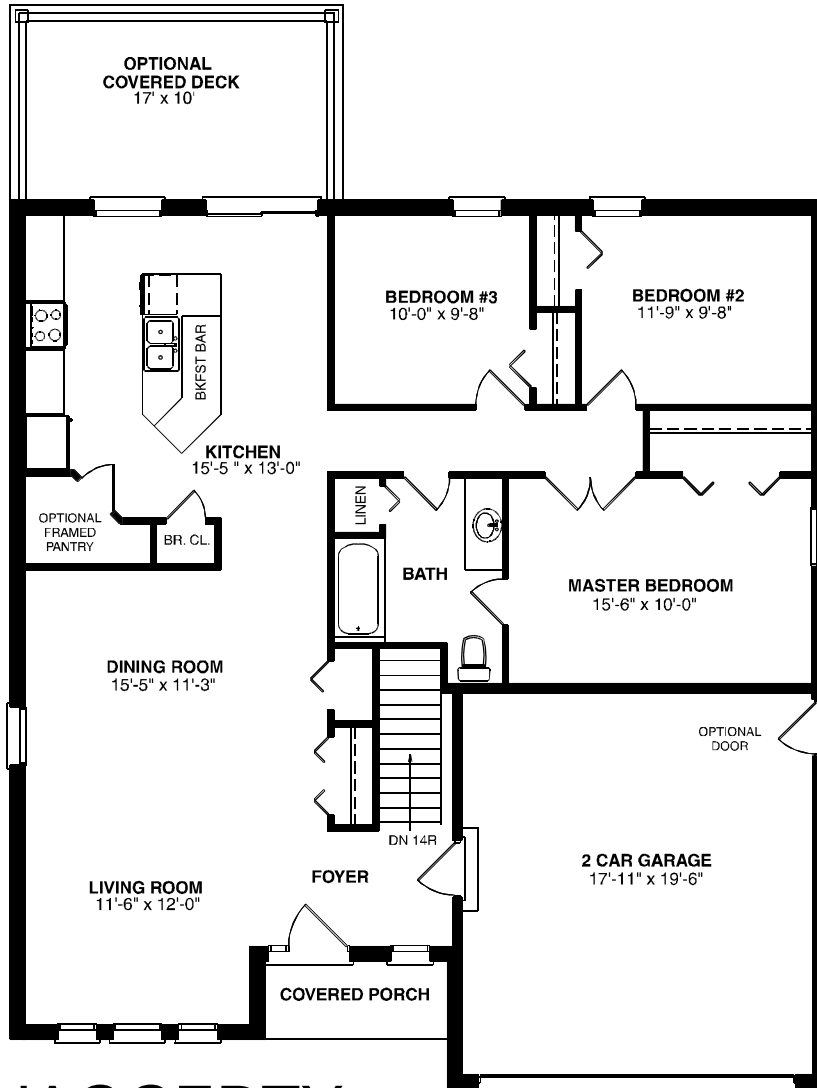 OPTIONAL
COVERED DECK
17' x 10'
BEDROOM #3
10'-0" x 9'-8"
BEDROOM #2
11'-9" x 9'-8"
BKFST BAR
KITCHEN
15'-5 " x 13'-0"
OPTIONAL
FRAMED
PANTRY
BR. CL.
LINEN
BATH
MASTER BEDROOM
15'-6" x 10'-0"
DINING ROOM
15'-5" x 11'-3"
OPTIONAL
DOOR
DN 14R
FOYER
2 CAR GARAGE
17'-11" x 19'-6"
LIVING ROOM
11'-6" x 12'-0"
COVERED PORCH